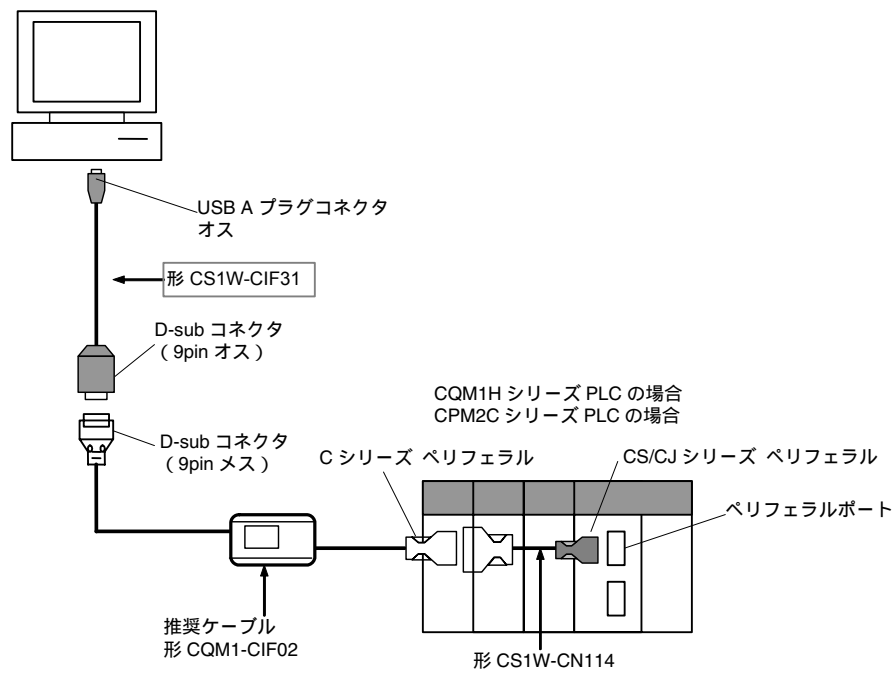 USB A プラグコネクタ
オス
形 CS1W-CIF31
D-sub コネクタ
（9pin オス）
CQM1H シリーズ PLC の場合
CPM2C シリーズ PLC の場合
D-sub コネクタ
（9pin メス）
C シリーズ ペリフェラル
CS/CJ シリーズ ペリフェラル
ペリフェラルポート
推奨ケーブル
形 CQM1-CIF02
形 CS1W-CN114